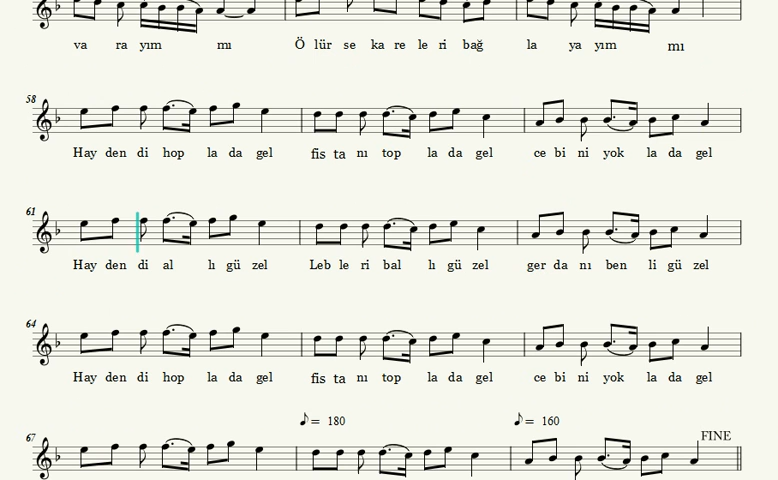 va ra yım mı Ö lür se ka re le ri bağ la ya yım mı
58
Hay den di hop la da gel fis ta nı top la da gel ce bi ni yok la da gel
61
Hay den di al lı gü zel Leb le ri bal lı gü zel ger da nı ben li gü zel
64
Hay den di hop la da gel fis ta nı top la da gel ce bi ni yok la da gel
♪= 180 ♪= 160
67 FINE